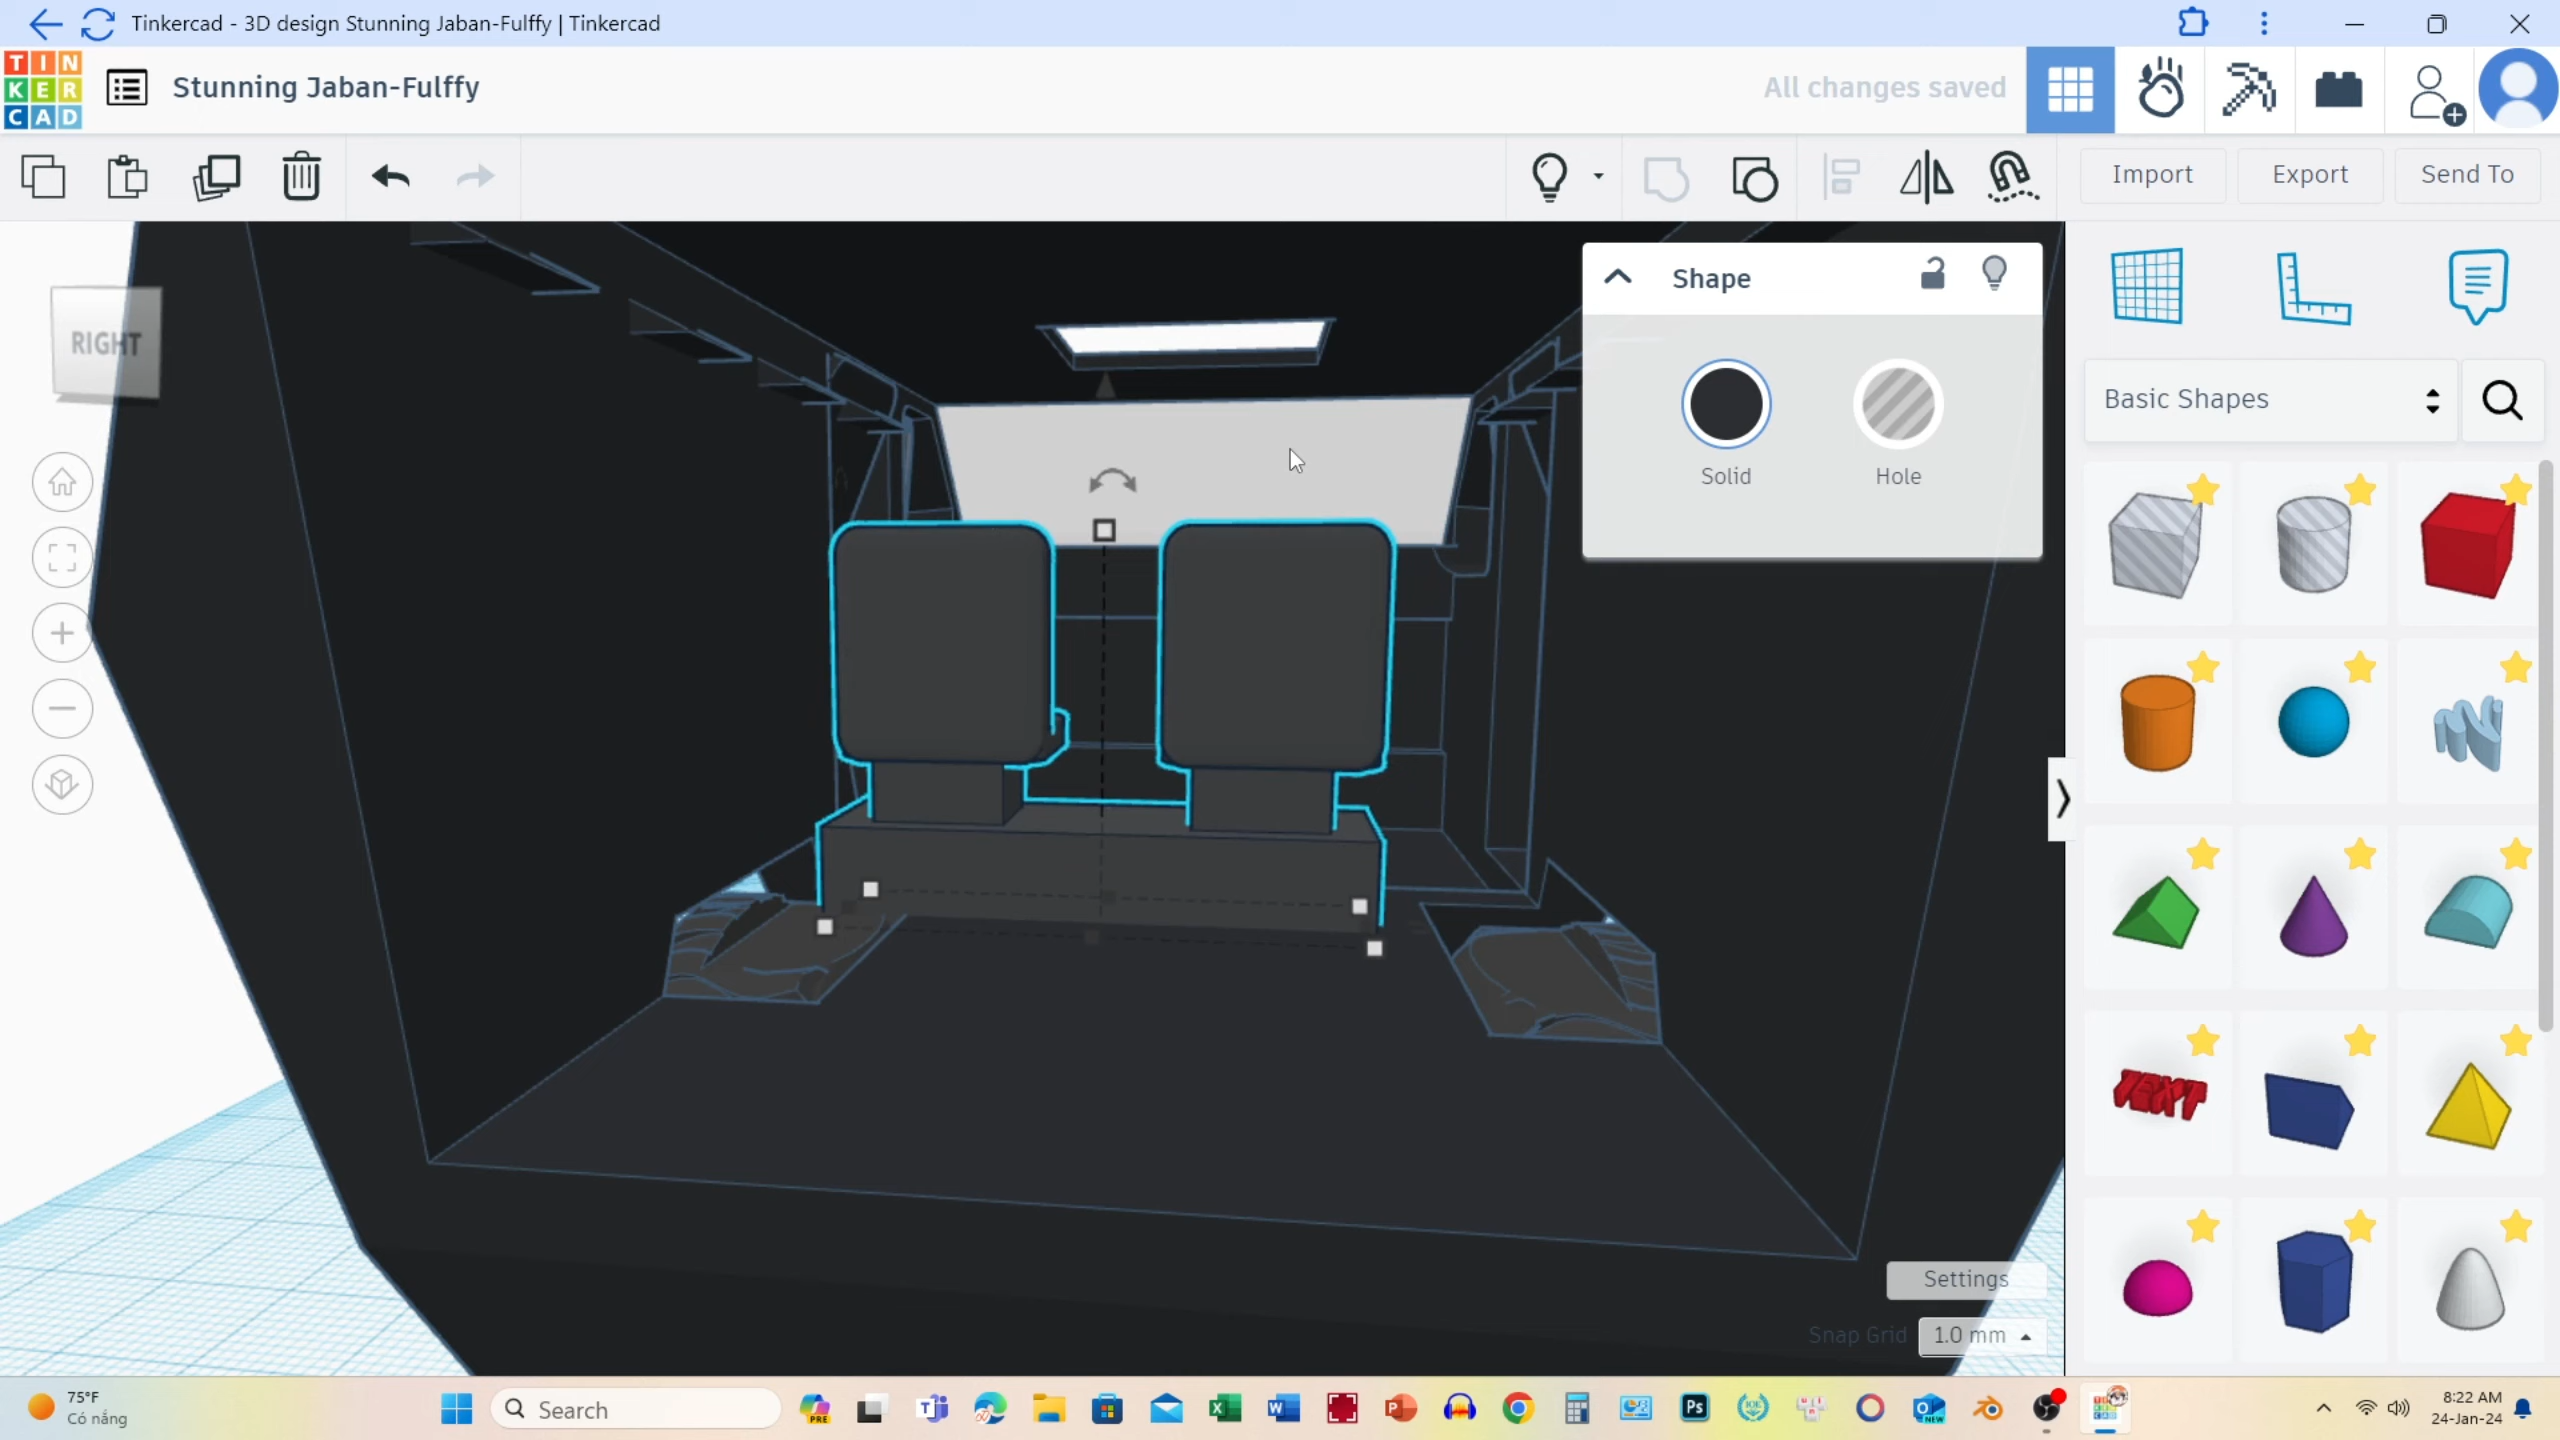 Tinkercad - 3D design Stunning Jaban-Fulffy | Tinkercad
TIN
KER
CAD
Stunning Jaban-Fulffy
All changes saved
Import
Export
Send To
RIGHT
Shape
Solid
Hole
Basic Shapes
TEXT
Settings
Snap Grid
1.0 mm
75°F
Có nắng
Search
PRE
NEW
8:22 AM
24-Jan-24